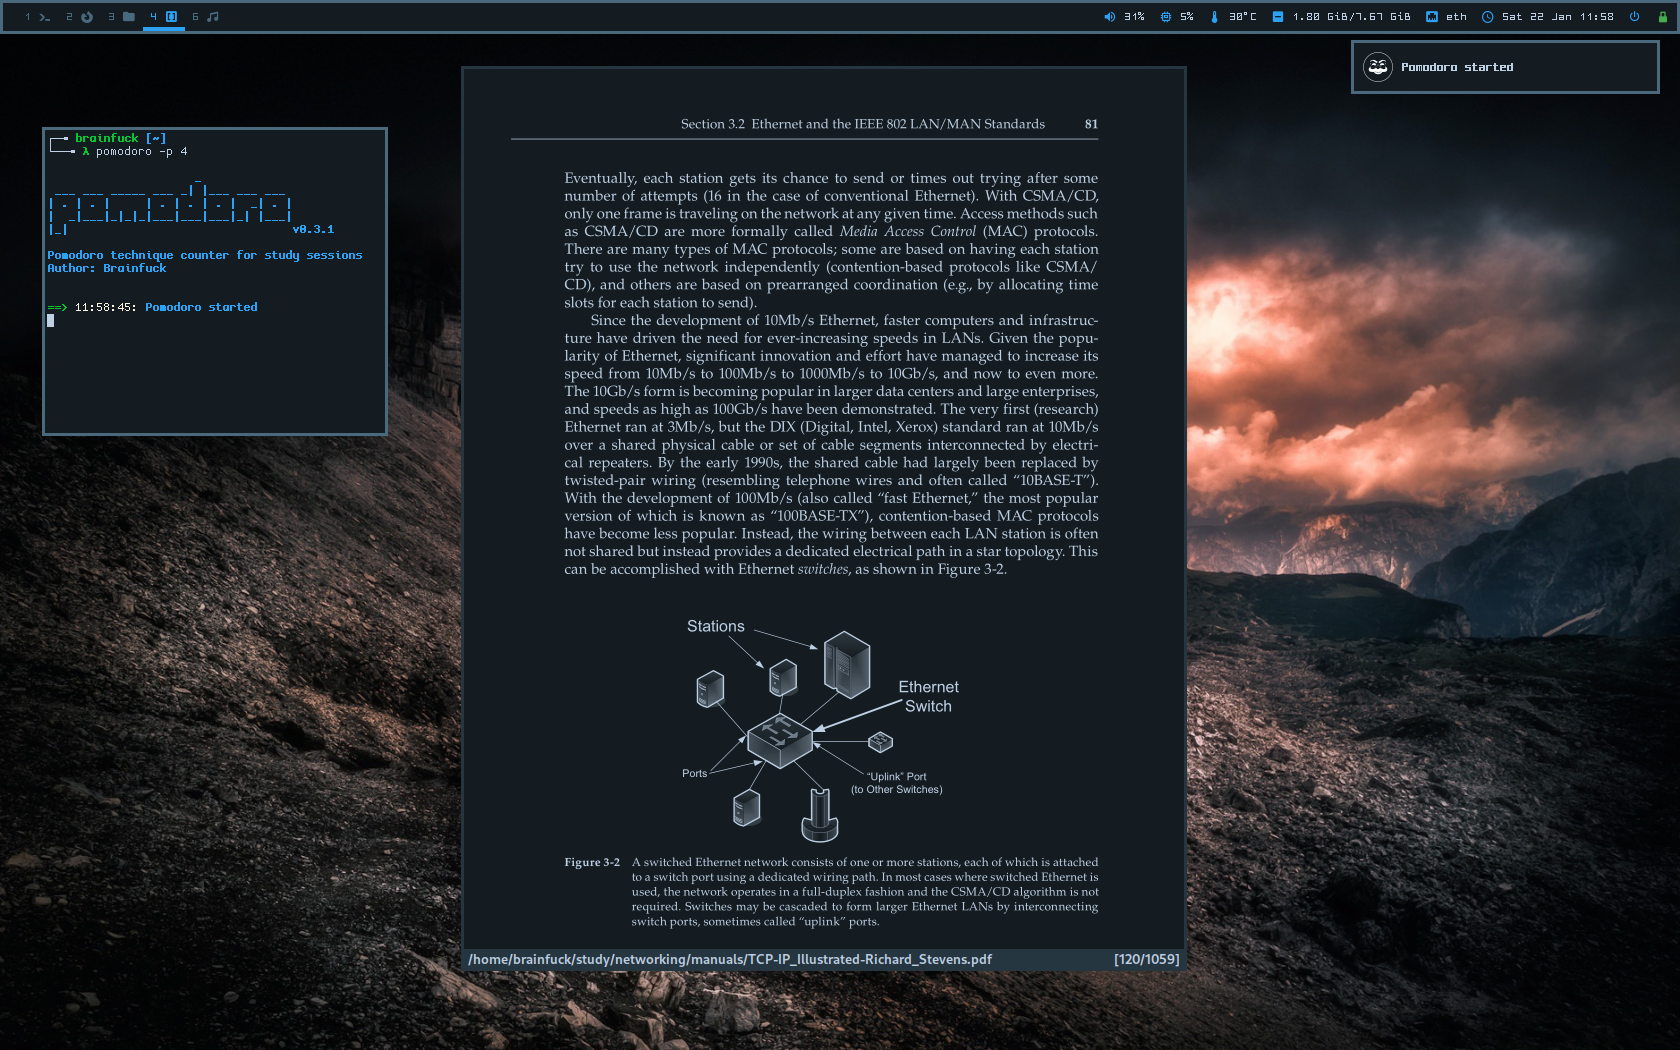 1 2 3 4 6 31% 5% 30°C 1.80 GiB/7.67 GiB eth Sat 22 Jan 11:58
Pomodoro started
brainfuck [~]
λ pomodoro -p 4
v0.3.1
Pomodoro technique counter for study sessions
Author: Brainfuck
==> 11:58:45: Pomodoro started
Section 3.2 Ethernet and the IEEE 802 LAN/MAN Standards 81
Eventually, each station gets its chance to send or times out trying after some
number of attempts (16 in the case of conventional Ethernet). With CSMA/CD,
only one frame is traveling on the network at any given time. Access methods such
as CSMA/CD are more formally called Media Access Control (MAC) protocols.
There are many types of MAC protocols; some are based on having each station
try to use the network independently (contention-based protocols like CSMA/
CD), and others are based on prearranged coordination (e.g., by allocating time
slots for each station to send).
Since the development of 10Mb/s Ethernet, faster computers and infrastruc-
ture have driven the need for ever-increasing speeds in LANs. Given the popu-
larity of Ethernet, significant innovation and effort have managed to increase its
speed from 10Mb/s to 100Mb/s to 1000Mb/s to 10Gb/s, and now to even more.
The 10Gb/s form is becoming popular in larger data centers and large enterprises,
and speeds as high as 100Gb/s have been demonstrated. The very first (research)
Ethernet ran at 3Mb/s, but the DIX (Digital, Intel, Xerox) standard ran at 10Mb/s
over a shared physical cable or set of cable segments interconnected by electri-
cal repeaters. By the early 1990s, the shared cable had largely been replaced by
twisted-pair wiring (resembling telephone wires and often called “10BASE-T”).
With the development of 100Mb/s (also called “fast Ethernet,” the most popular
version of which is known as “100BASE-TX”), contention-based MAC protocols
have become less popular. Instead, the wiring between each LAN station is often
not shared but instead provides a dedicated electrical path in a star topology. This
can be accomplished with Ethernet switches, as shown in Figure 3-2.
Stations
Ethernet
Switch
Ports
“Uplink” Port
(to Other Switches)
Figure 3-2 A switched Ethernet network consists of one or more stations, each of which is attached
to a switch port using a dedicated wiring path. In most cases where switched Ethernet is
used, the network operates in a full-duplex fashion and the CSMA/CD algorithm is not
required. Switches may be cascaded to form larger Ethernet LANs by interconnecting
switch ports, sometimes called “uplink” ports.
/home/brainfuck/study/networking/manuals/TCP-IP_Illustrated-Richard_Stevens.pdf [120/1059]